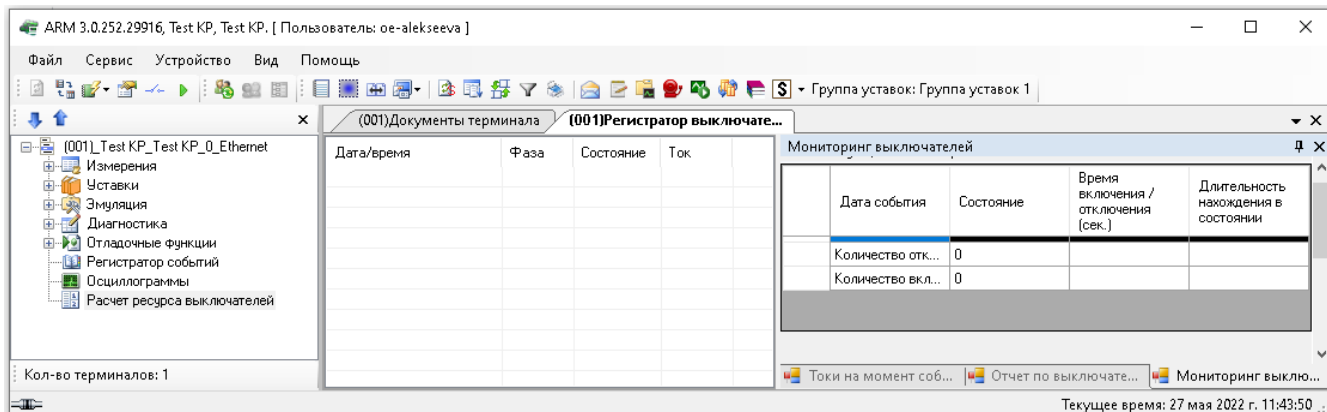 ARM 3.0.252.29916, Test KP, Test KP. [ Пользователь: oe-alekseeva ]
Файл Сервис Устройство Вид Помощь
S Группа уставок: Группа уставок 1
(001)_Test KP_Test KP_0_Ethernet
Измерения
Уставки
Эмуляция
Диагностика
Отладочные функции
Регистратор событий
Осциллограммы
Расчет ресурса выключателей
Кол-во терминалов: 1
(001)Документы терминала (001)Регистратор выключате...
Дата/время Фаза Состояние Ток
Мониторинг выключателей
Дата события Состояние Время включения / отключения (сек.) Длительность нахождения в состоянии
Количество отк... 0
Количество вкл... 0
Токи на момент соб... Отчет по выключате... Мониторинг выклю...
Текущее время: 27 мая 2022 г. 11:43:50